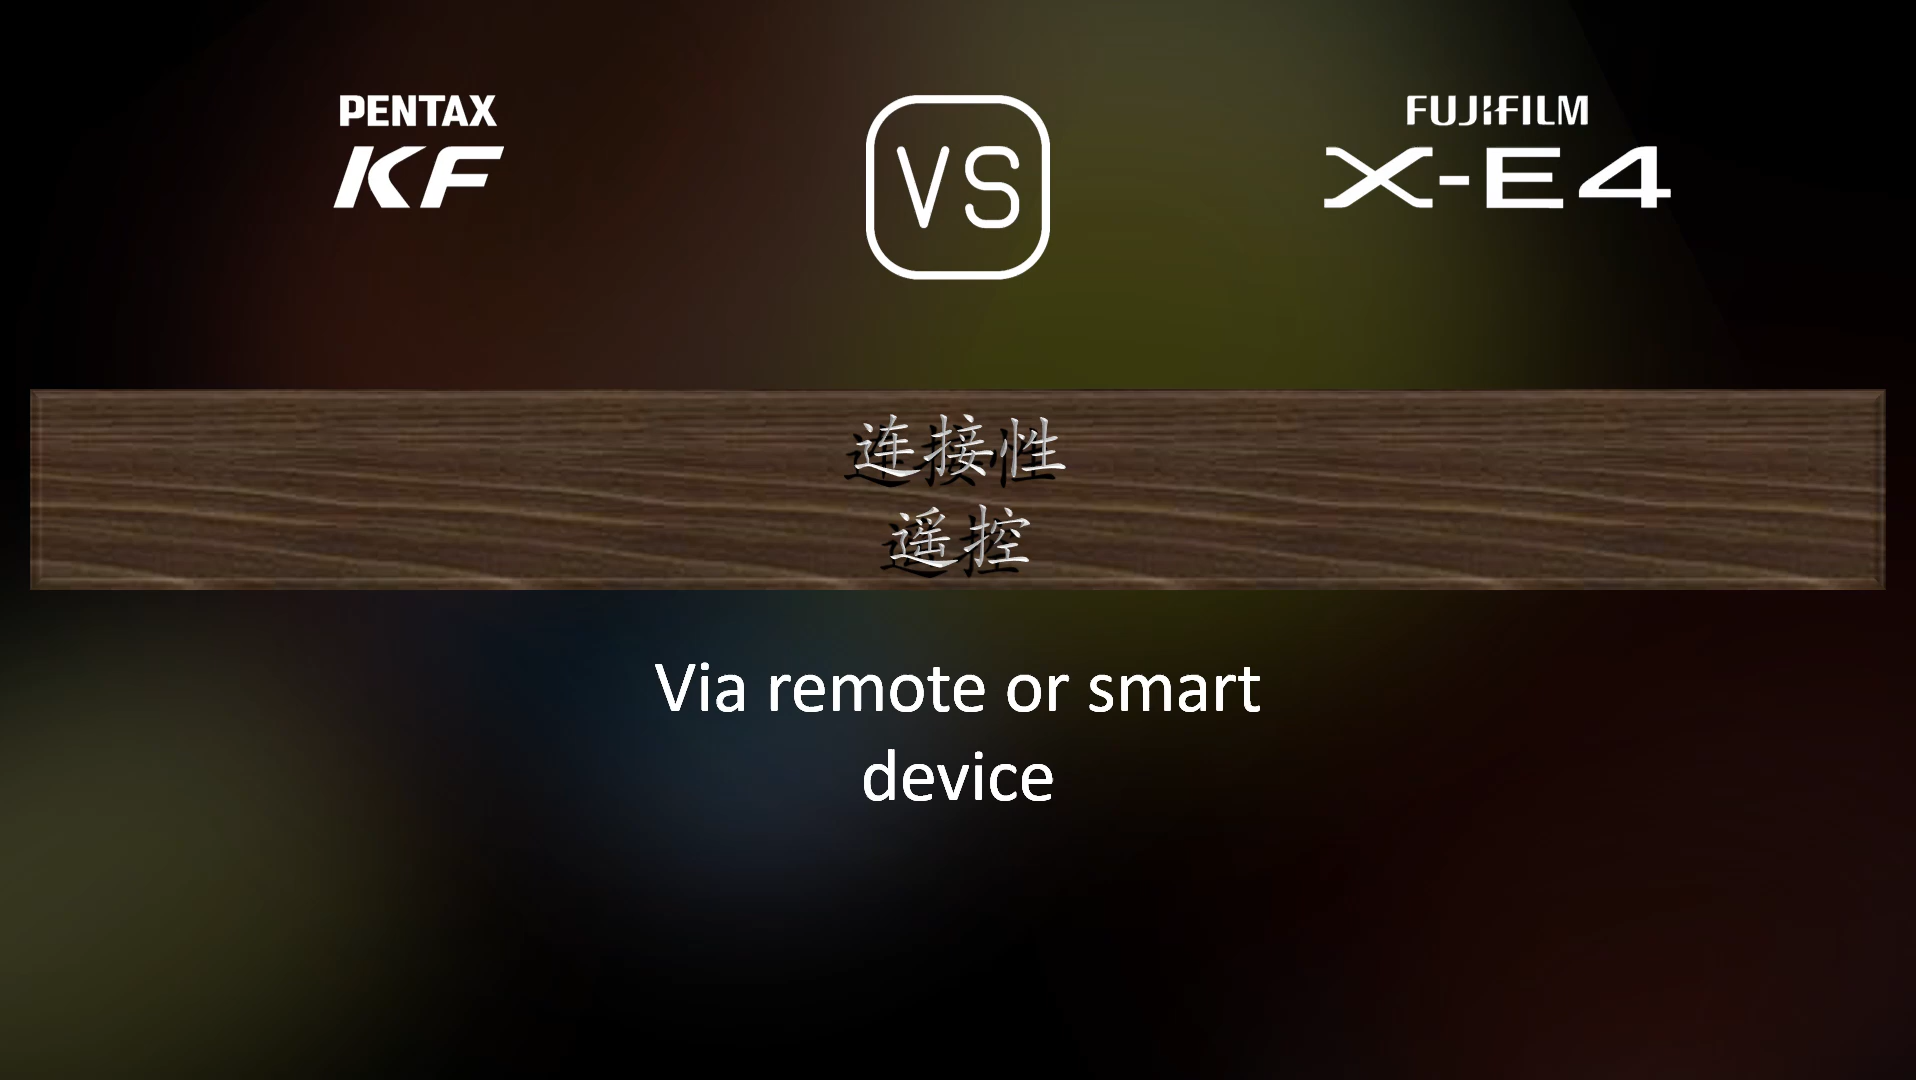 PENTAX
KF
VS
FUJIFILM
X-E4
连接性
遥控
Via remote or smart
device